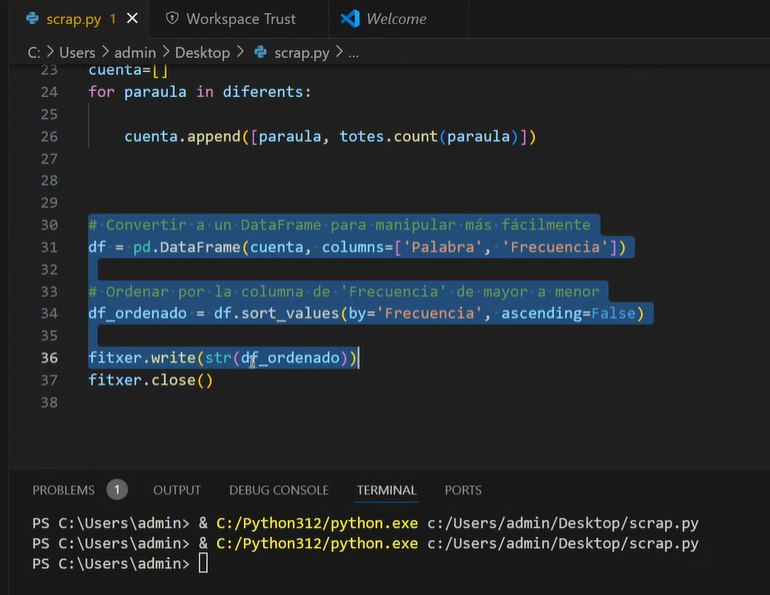 scrap.py 1 Workspace Trust Welcome
C: > Users > admin > Desktop > scrap.py > ...
23 cuenta=[]
24 for paraula in diferents:
25
26 cuenta.append([paraula, totes.count(paraula)])
27
28
29
30 # Convertir a un DataFrame para manipular más fácilmente
31 df = pd.DataFrame(cuenta, columns=['Palabra', 'Frecuencia'])
32
33 # Ordenar por la columna de 'Frecuencia' de mayor a menor
34 df_ordenado = df.sort_values(by='Frecuencia', ascending=False)
35
36 fitxer.write(str(df_ordenado))
37 fitxer.close()
38
PROBLEMS 1 OUTPUT DEBUG CONSOLE TERMINAL PORTS
PS C:\Users\admin> & C:/Python312/python.exe c:/Users/admin/Desktop/scrap.py
PS C:\Users\admin> & C:/Python312/python.exe c:/Users/admin/Desktop/scrap.py
PS C:\Users\admin>